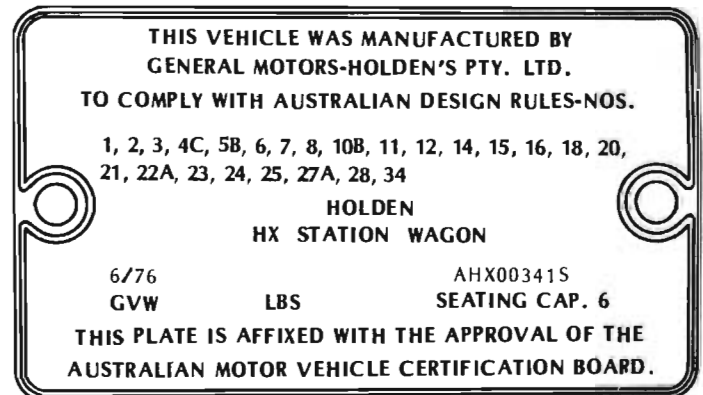 THIS VEHICLE WAS MANUFACTURED BY
GENERAL MOTORS-HOLDEN'S PTY. LTD.
TO COMPLY WITH AUSTRALIAN DESIGN RULES-NOS.
1, 2, 3, 4C, 5B, 6, 7, 8, 10B, 11, 12, 14, 15, 16, 18, 20,
21, 22A, 23, 24, 25, 27A, 28, 34
HOLDEN
HX STATION WAGON
6/76 AHX00341S
GVW LBS SEATING CAP. 6
THIS PLATE IS AFFIXED WITH THE APPROVAL OF THE
AUSTRALIAN MOTOR VEHICLE CERTIFICATION BOARD.